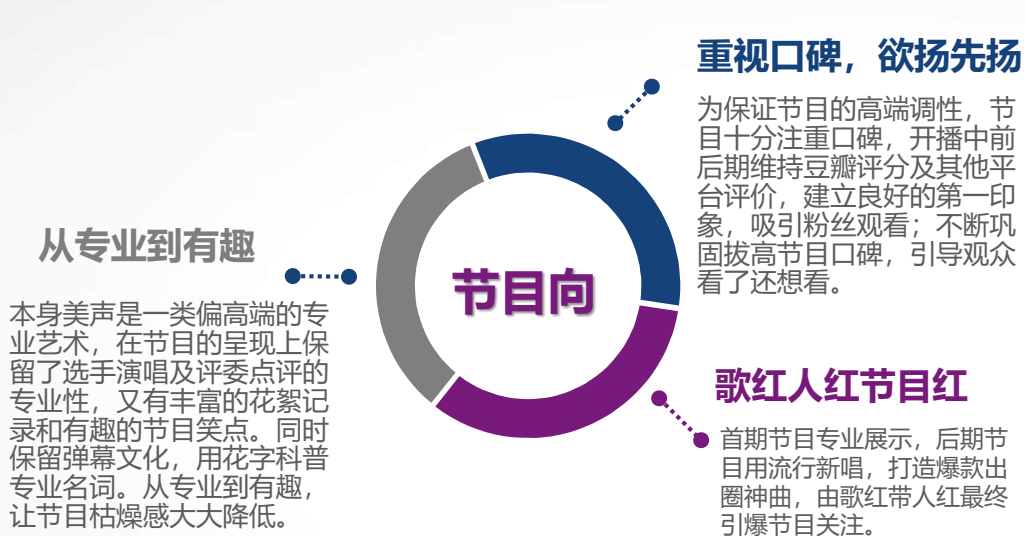 重视口碑，欲扬先扬
为保证节目的高端调性，节
目十分注重口碑，开播中前
后期维持豆瓣评分及其他平
台评价，建立良好的第一印
象，吸引粉丝观看；不断巩
固拔高节目口碑，引导观众
看了还想看。
从专业到有趣
本身美声是一类偏高端的专
业艺术，在节目的呈现上保
留了选手演唱及评委点评的
专业性，又有丰富的花絮记
录和有趣的节目笑点。同时
保留弹幕文化，用花字科普
专业名词。从专业到有趣，
让节目枯燥感大大降低。
节目向
歌红人红节目红
首期节目专业展示，后期节
目用流行新唱，打造爆款出
圈神曲，由歌红带人红最终
引爆节目关注。